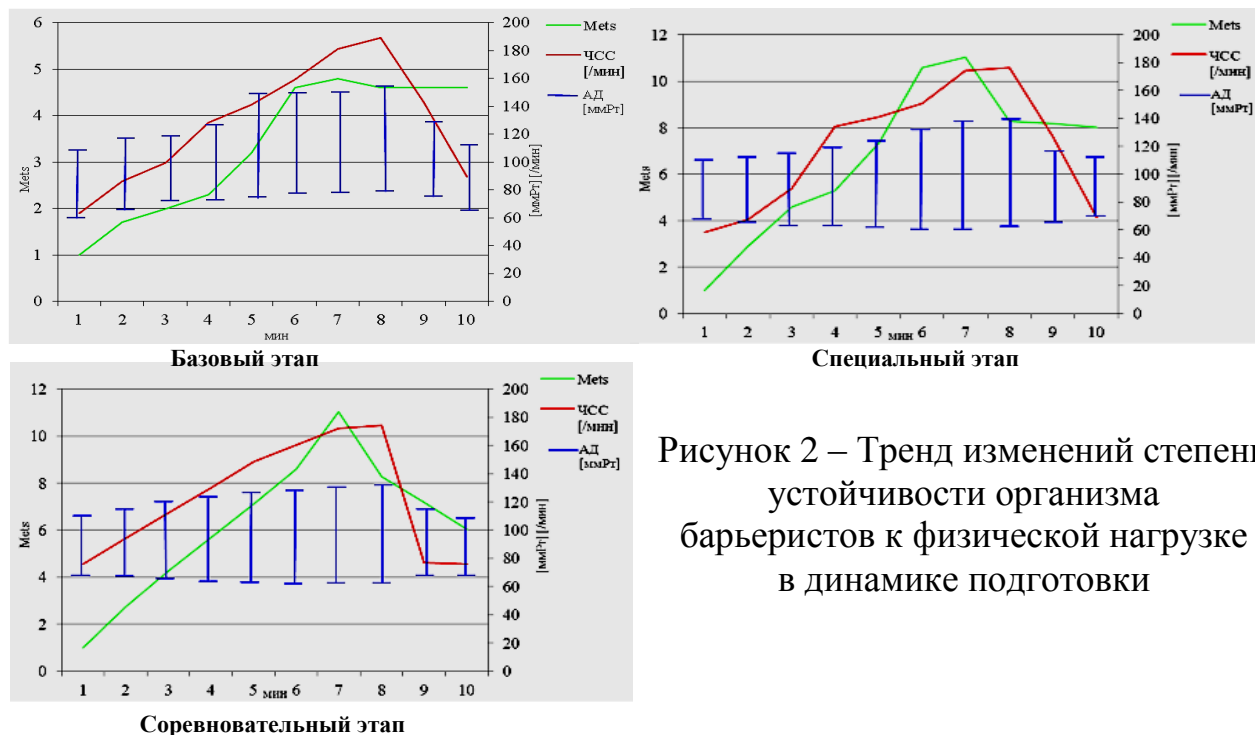 6
5
4
3
2
1
0
Mets
200
180
160
140
120
100
80
60
40
20
0
[ммРт][/мин]
1 2 3 4 5 6 7 8 9 10
мин
Mets
ЧСС
[/мин]
АД
[ммРт]
Базовый этап
12
10
8
6
4
2
0
Mets
200
180
160
140
120
100
80
60
40
20
0
[ммРт][/мин]
1 2 3 4 5 мин 6 7 8 9 10
Mets
ЧСС
[/мин]
АД
[ммРт]
Специальный этап
12
10
8
6
4
2
0
Mets
200
180
160
140
120
100
80
60
40
20
0
[ммРт][/мин]
1 2 3 4 5 мин 6 7 8 9 10
Mets
ЧСС
[/мин]
АД
[ммРт]
Соревновательный этап
Рисунок 2 – Тренд изменений степени
устойчивости организма
барьеристов к физической нагрузке
в динамике подготовки